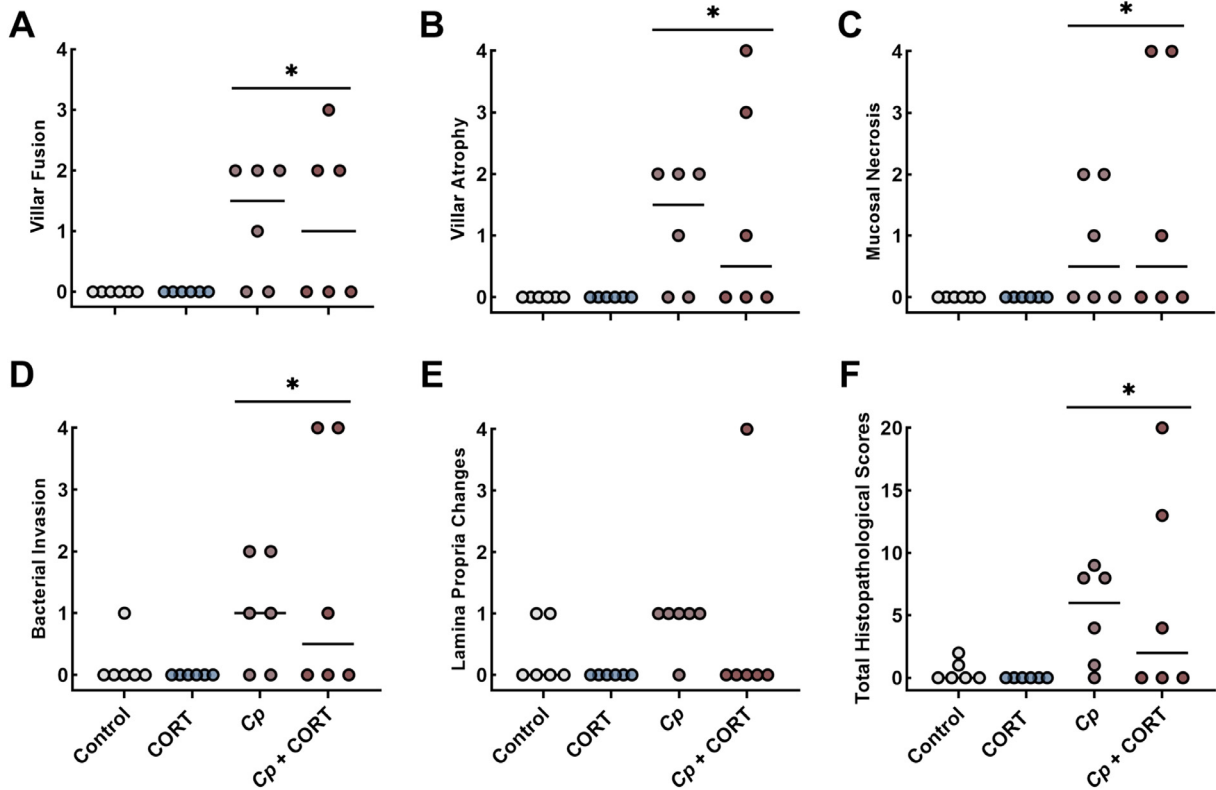 A
Villar Fusion
4
3
2
1
0
*
B
Villar Atrophy
4
3
2
1
0
*
C
Mucosal Necrosis
4
3
2
1
0
*
D
Bacterial Invasion
4
3
2
1
0
*
Control
CORT
Cp
Cp + CORT
E
Lamina Propria Changes
4
3
2
1
0
Control
CORT
Cp
Cp + CORT
F
Total Histopathological Scores
20
15
10
5
0
*
Control
CORT
Cp
Cp + CORT